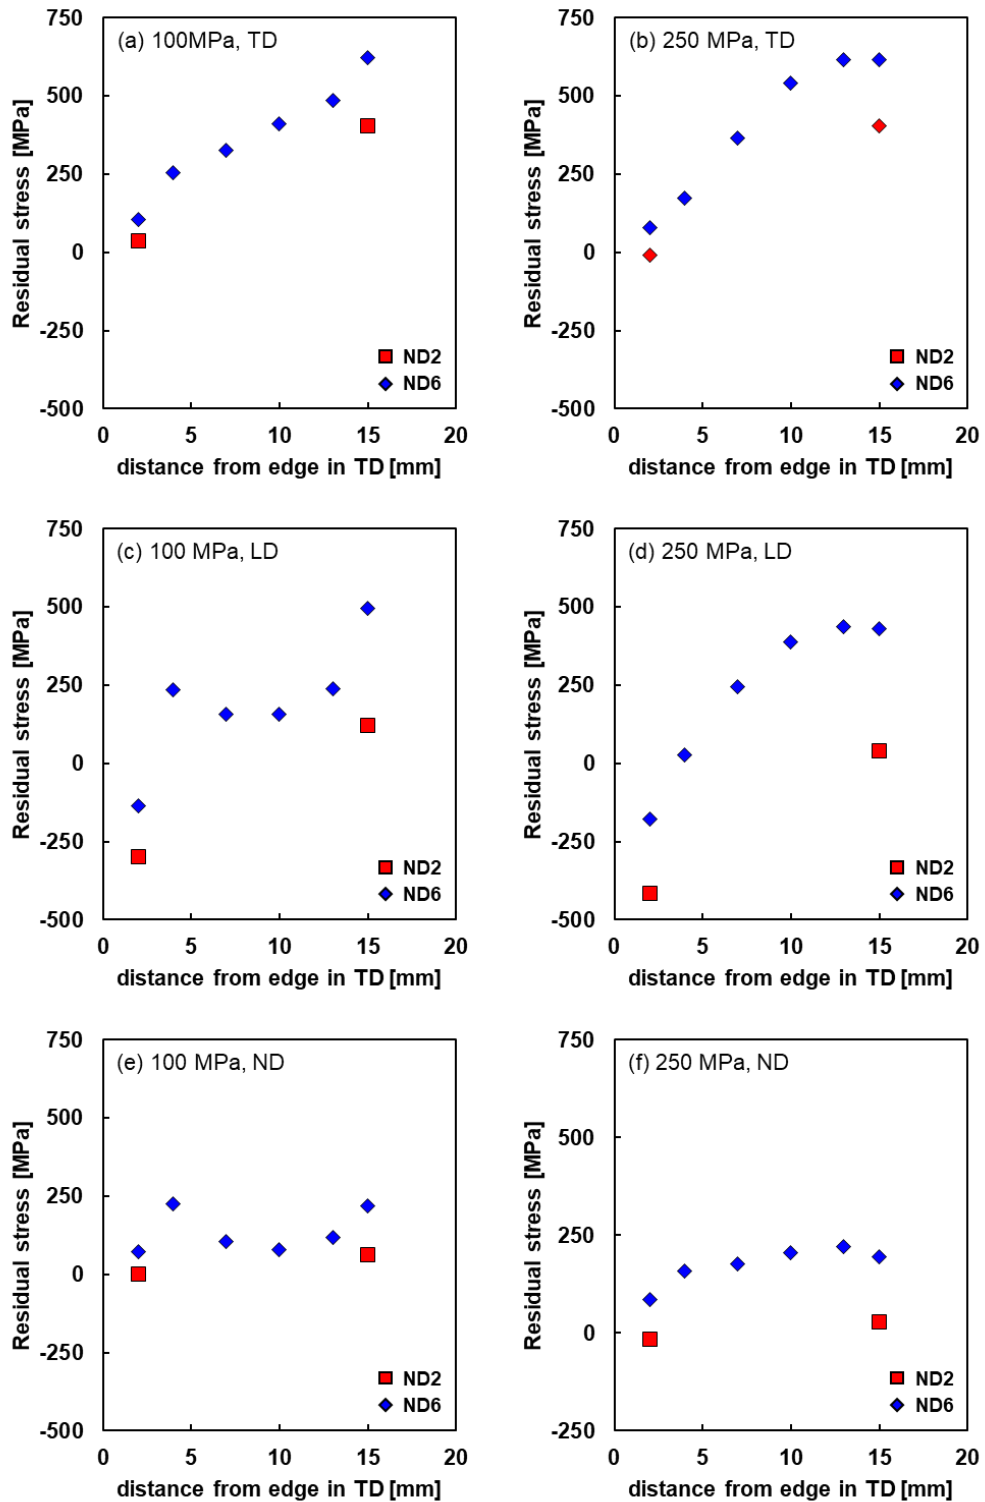 (a) 100MPa, TD
Residual stress [MPa]
750
500
250
0
-250
-500
0 5 10 15 20
distance from edge in TD [mm]
ND2
ND6
(b) 250 MPa, TD
Residual stress [MPa]
750
500
250
0
-250
-500
0 5 10 15 20
distance from edge in TD [mm]
ND2
ND6
(c) 100 MPa, LD
Residual stress [MPa]
750
500
250
0
-250
-500
0 5 10 15 20
distance from edge in TD [mm]
ND2
ND6
(d) 250 MPa, LD
Residual stress [MPa]
750
500
250
0
-250
-500
0 5 10 15 20
distance from edge in TD [mm]
ND2
ND6
(e) 100 MPa, ND
Residual stress [MPa]
750
500
250
0
-250
-500
0 5 10 15 20
distance from edge in TD [mm]
ND2
ND6
(f) 250 MPa, ND
Residual stress [MPa]
750
500
250
0
-250
0 5 10 15 20
distance from edge in TD [mm]
ND2
ND6